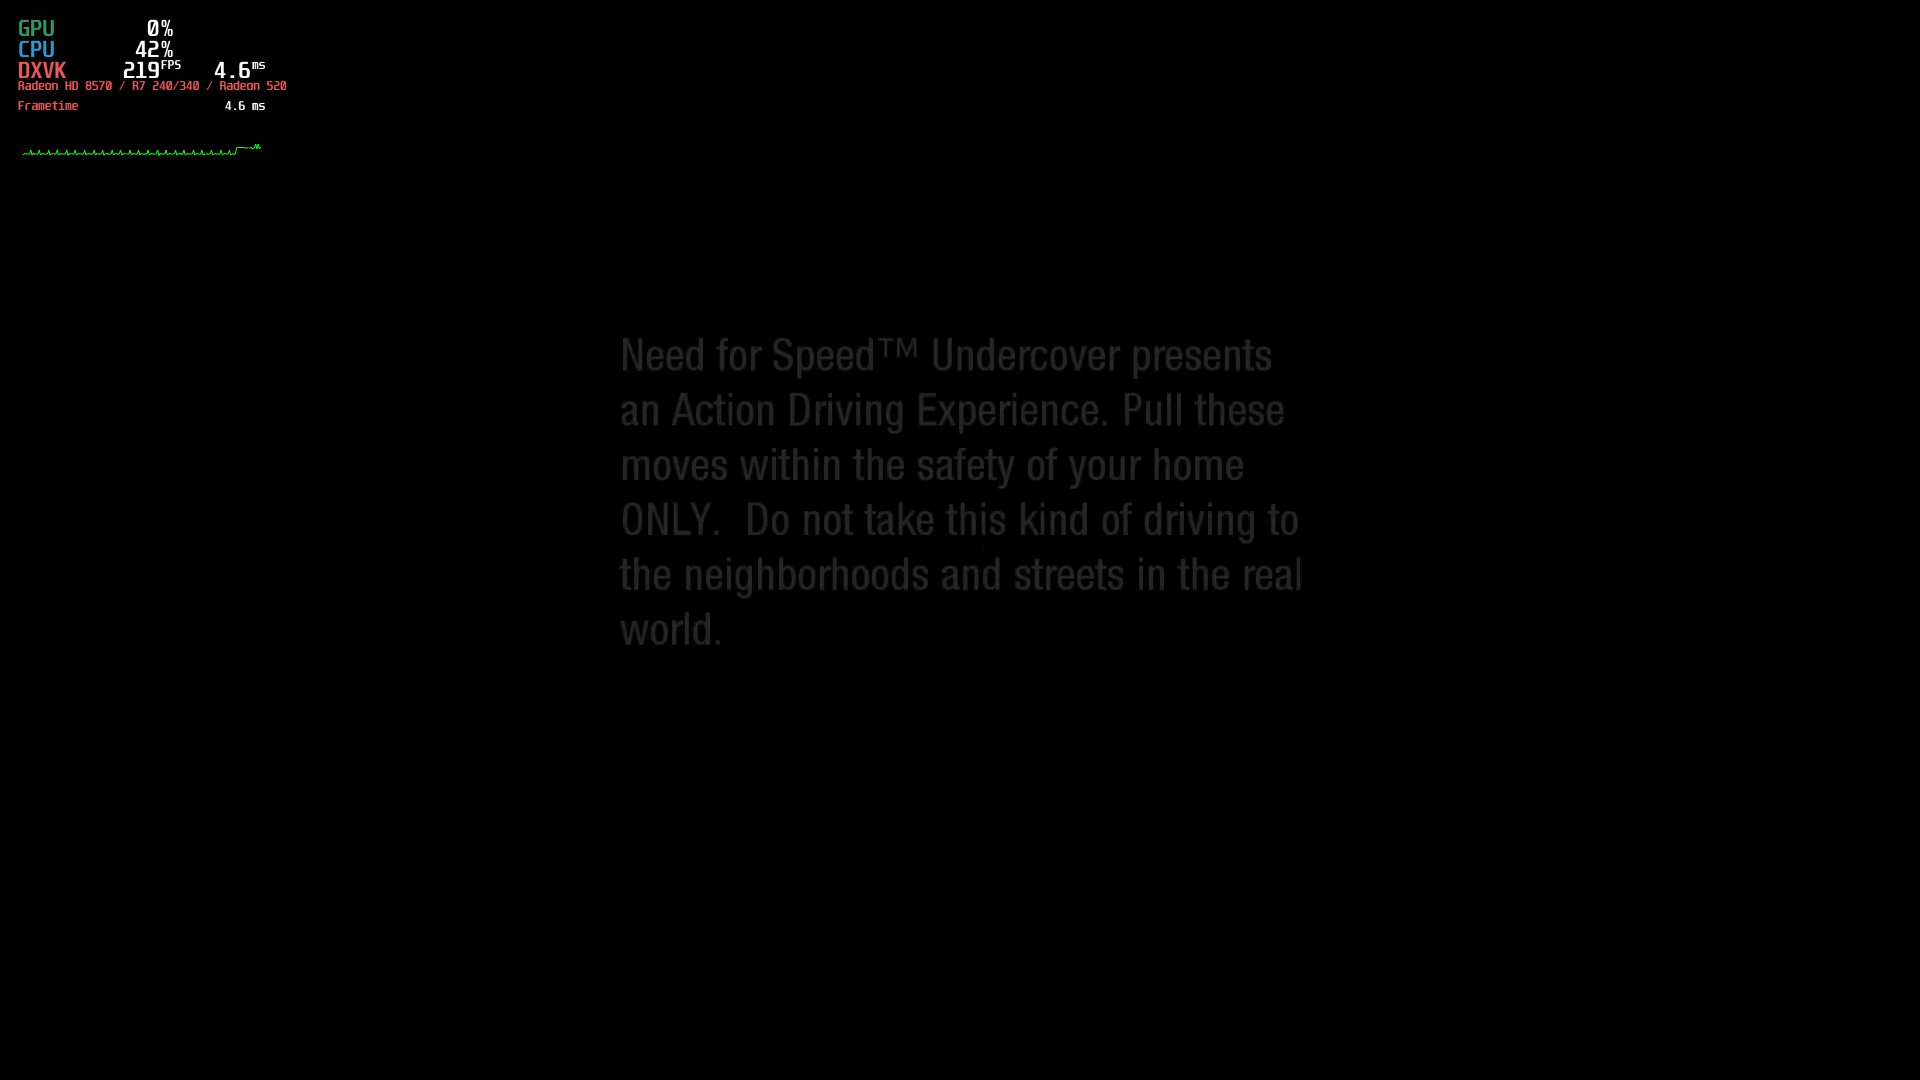 GPU 0%
CPU 42%
DXVK 219FPS 4.6ms
Radeon HD 8570 / R7 240/340 / Radeon 520
Frametime 4.6 ms
Need for Speed™ Undercover presents
an Action Driving Experience. Pull these
moves within the safety of your home
ONLY.  Do not take this kind of driving to
the neighborhoods and streets in the real
world.